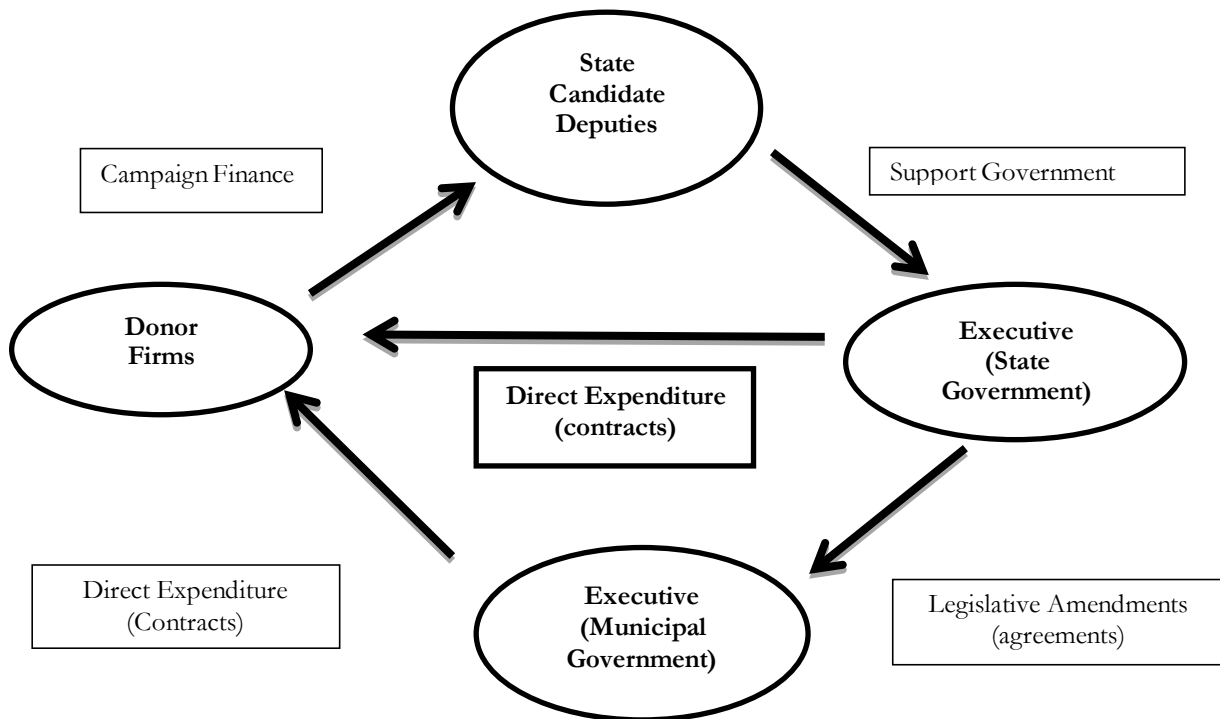 State
Candidate
Deputies
Campaign Finance
Support Government
Donor
Firms
Executive
(State
Government)
Direct Expenditure
(contracts)
Direct Expenditure
(Contracts)
Executive
(Municipal
Government)
Legislative Amendments
(agreements)